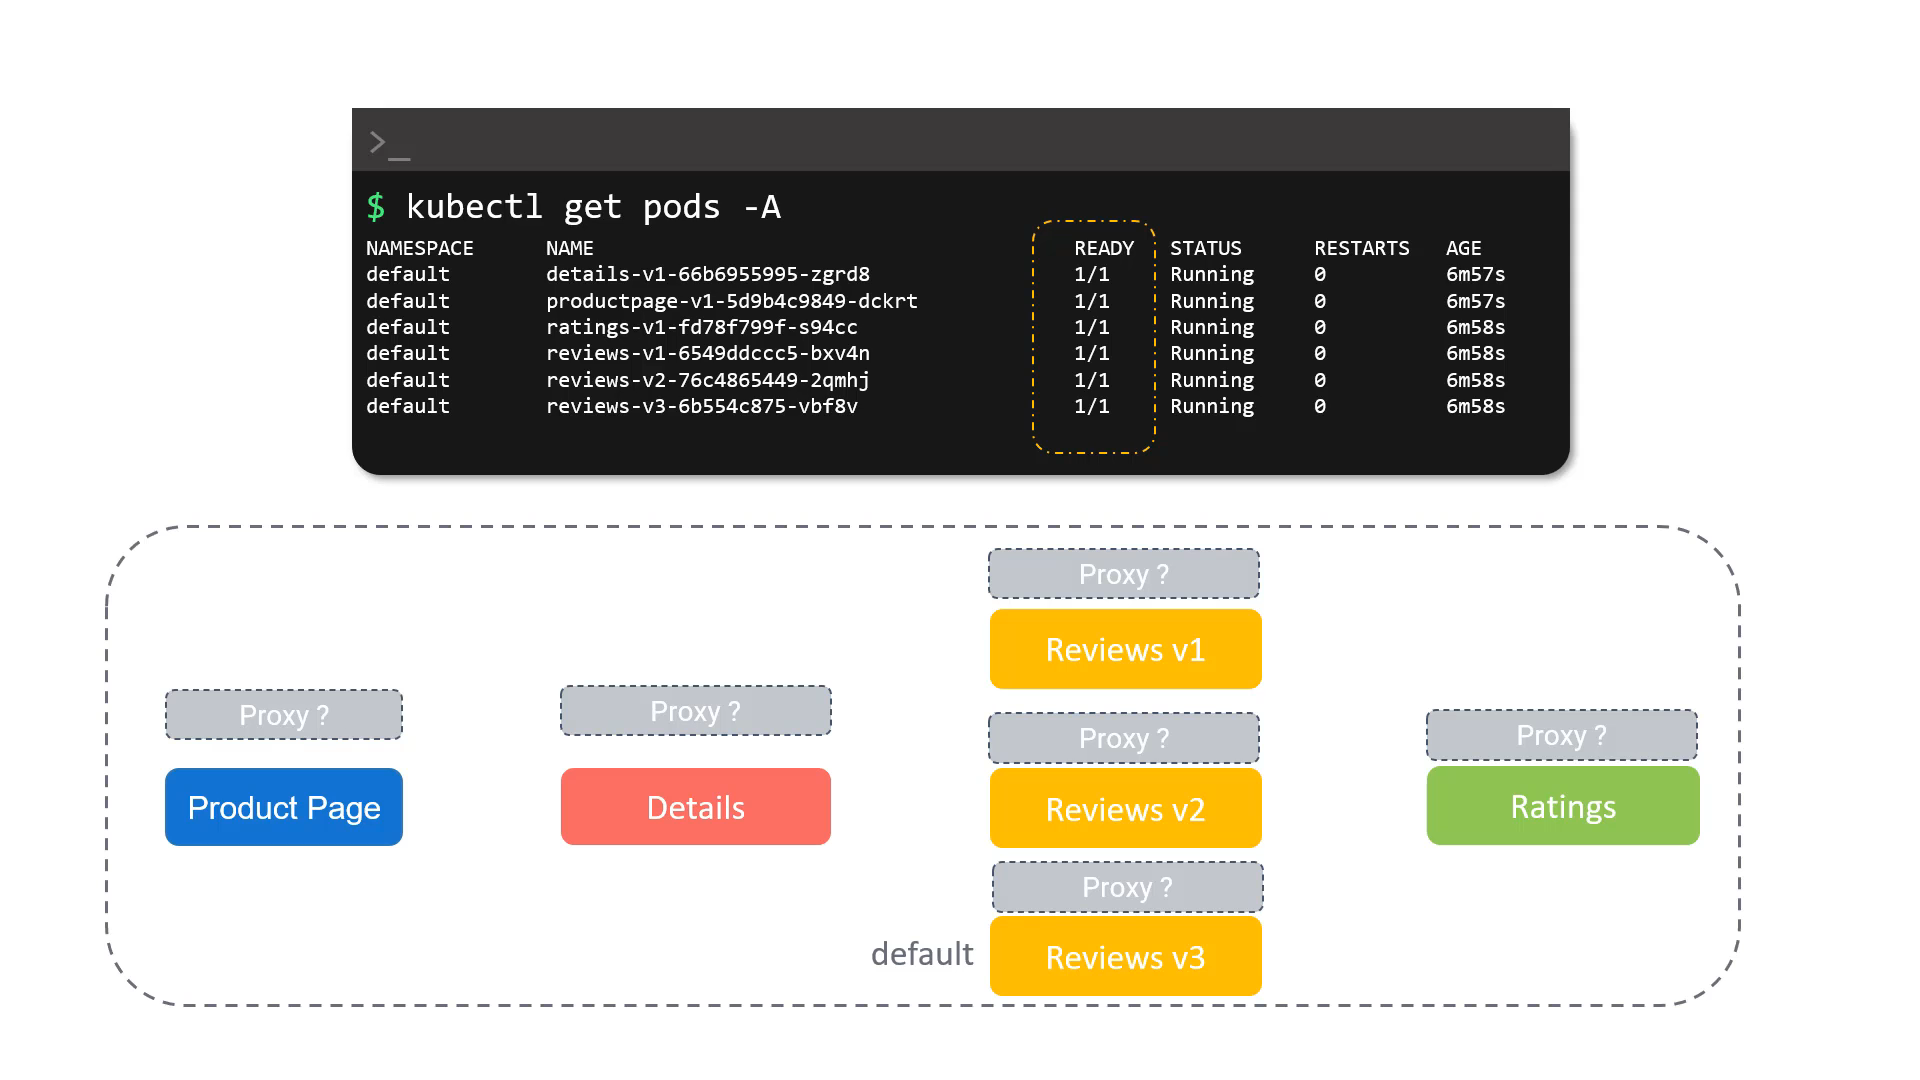 >_
$ kubectl get pods -A
NAMESPACE NAME READY STATUS RESTARTS AGE
default details-v1-66b6955995-zgrd8 1/1 Running 0 6m57s
default productpage-v1-5d9b4c9849-dckrt 1/1 Running 0 6m57s
default ratings-v1-fd78f799f-s94cc 1/1 Running 0 6m58s
default reviews-v1-6549ddccc5-bxv4n 1/1 Running 0 6m58s
default reviews-v2-76c4865449-2qmhj 1/1 Running 0 6m58s
default reviews-v3-6b554c875-vbf8v 1/1 Running 0 6m58s
Proxy ?
Reviews v1
Proxy ?
Proxy ?
Proxy ?
Proxy ?
Product Page
Details
Reviews v2
Ratings
Proxy ?
default
Reviews v3